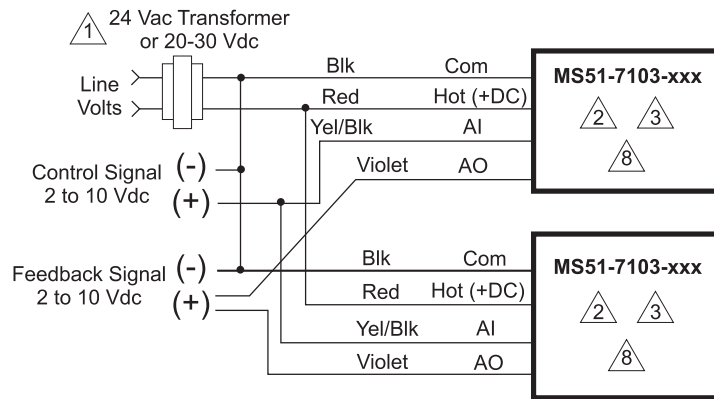 1
24 Vac Transformer
or 20-30 Vdc
Line
Volts
Blk Com
Red Hot (+DC)
Yel/Blk AI
Violet AO
MS51-7103-xxx
2 3
8
Control Signal (-)
2 to 10 Vdc (+)
Feedback Signal (-)
2 to 10 Vdc (+)
Blk Com
Red Hot (+DC)
Yel/Blk AI
Violet AO
MS51-7103-xxx
2 3
8